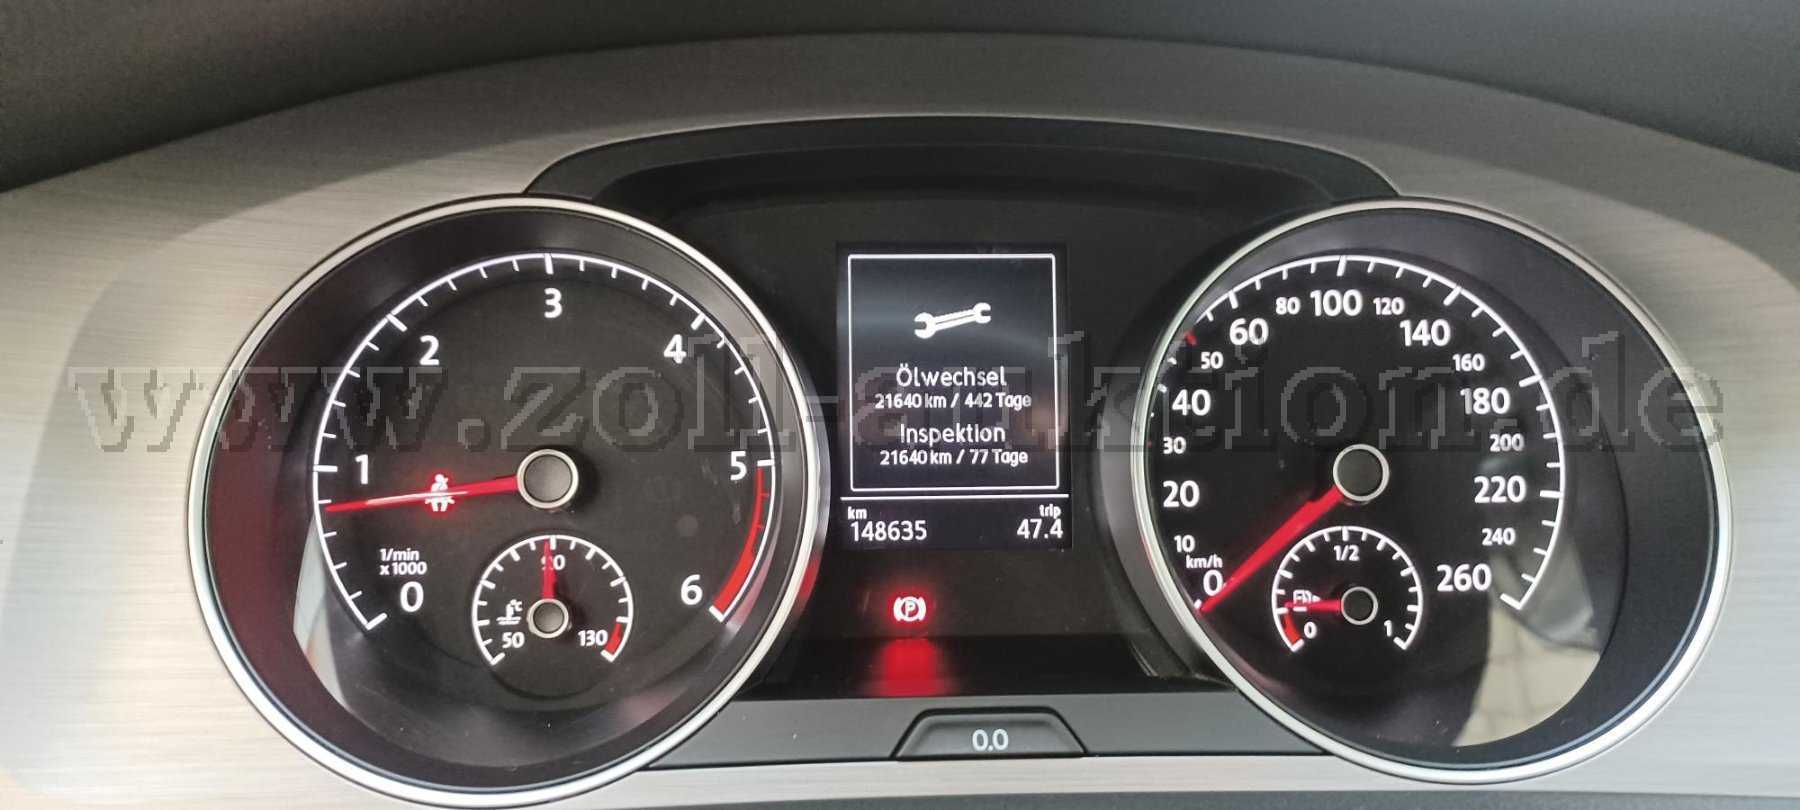 www.zoll-auktion.de
0
1
2
3
4
5
6
1/min
x1000
°C
50
90
130
Ölwechsel
21640 km / 442 Tage
Inspektion
21640 km / 77 Tage
km trip
148635 47.4
P
0.0
0
10
20
30
40
50
60
80
100
120
140
160
180
200
220
240
260
km/h
0
1/2
1